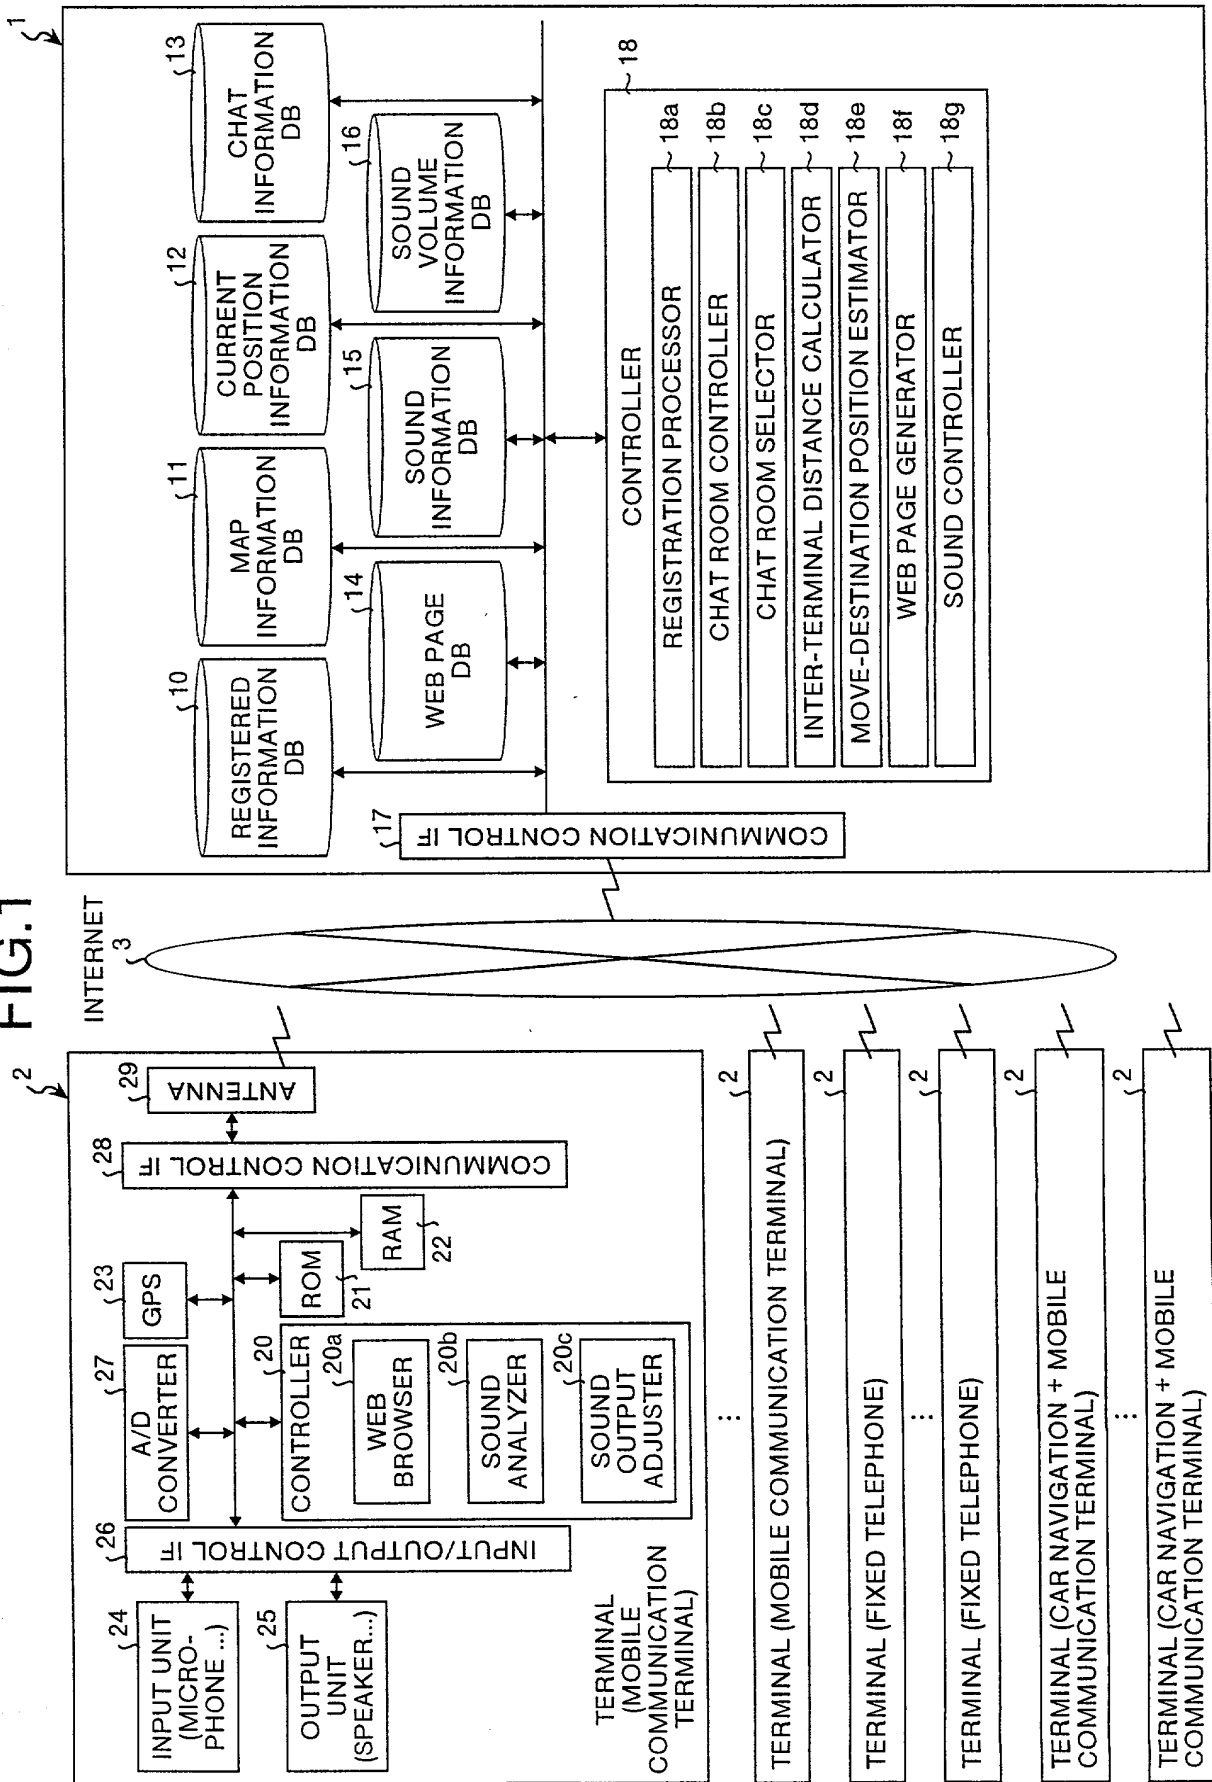 FIG.1
INTERNET
3
2
24
INPUT UNIT
(MICRO-
PHONE ...)
25
OUTPUT
UNIT
(SPEAKER...)
26
INPUT/OUTPUT CONTROL IF
27
A/D
CONVERTER
23
GPS
28
COMMUNICATION CONTROL IF
29
ANTENNA
20
CONTROLLER
20a
WEB
BROWSER
20b
SOUND
ANALYZER
20c
SOUND
OUTPUT
ADJUSTER
ROM
21
RAM
22
TERMINAL
(MOBILE
COMMUNICATION
TERMINAL)
...
2
TERMINAL (MOBILE COMMUNICATION TERMINAL)
2
TERMINAL (FIXED TELEPHONE)
...
2
TERMINAL (FIXED TELEPHONE)
2
TERMINAL (CAR NAVIGATION + MOBILE
COMMUNICATION TERMINAL)
...
2
TERMINAL (CAR NAVIGATION + MOBILE
COMMUNICATION TERMINAL)
1
10
REGISTERED
INFORMATION
DB
11
MAP
INFORMATION
DB
12
CURRENT
POSITION
INFORMATION
DB
13
CHAT
INFORMATION
DB
14
WEB PAGE
DB
15
SOUND
INFORMATION
DB
16
SOUND
VOLUME
INFORMATION
DB
17
COMMUNICATION CONTROL IF
18
CONTROLLER
REGISTRATION PROCESSOR
18a
CHAT ROOM CONTROLLER
18b
CHAT ROOM SELECTOR
18c
INTER-TERMINAL DISTANCE CALCULATOR
18d
MOVE-DESTINATION POSITION ESTIMATOR
18e
WEB PAGE GENERATOR
18f
SOUND CONTROLLER
18g